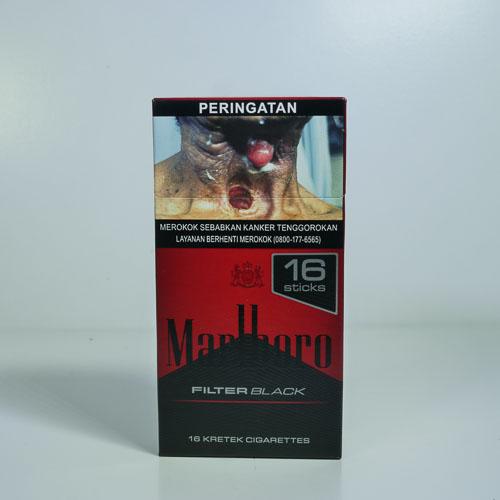 PERINGATAN
MEROKOK SEBABKAN KANKER TENGGOROKAN
LAYANAN BERHENTI MEROKOK (0800-177-6565)
16
sticks
Marlboro
FILTER BLACK
16 KRETEK CIGARETTES